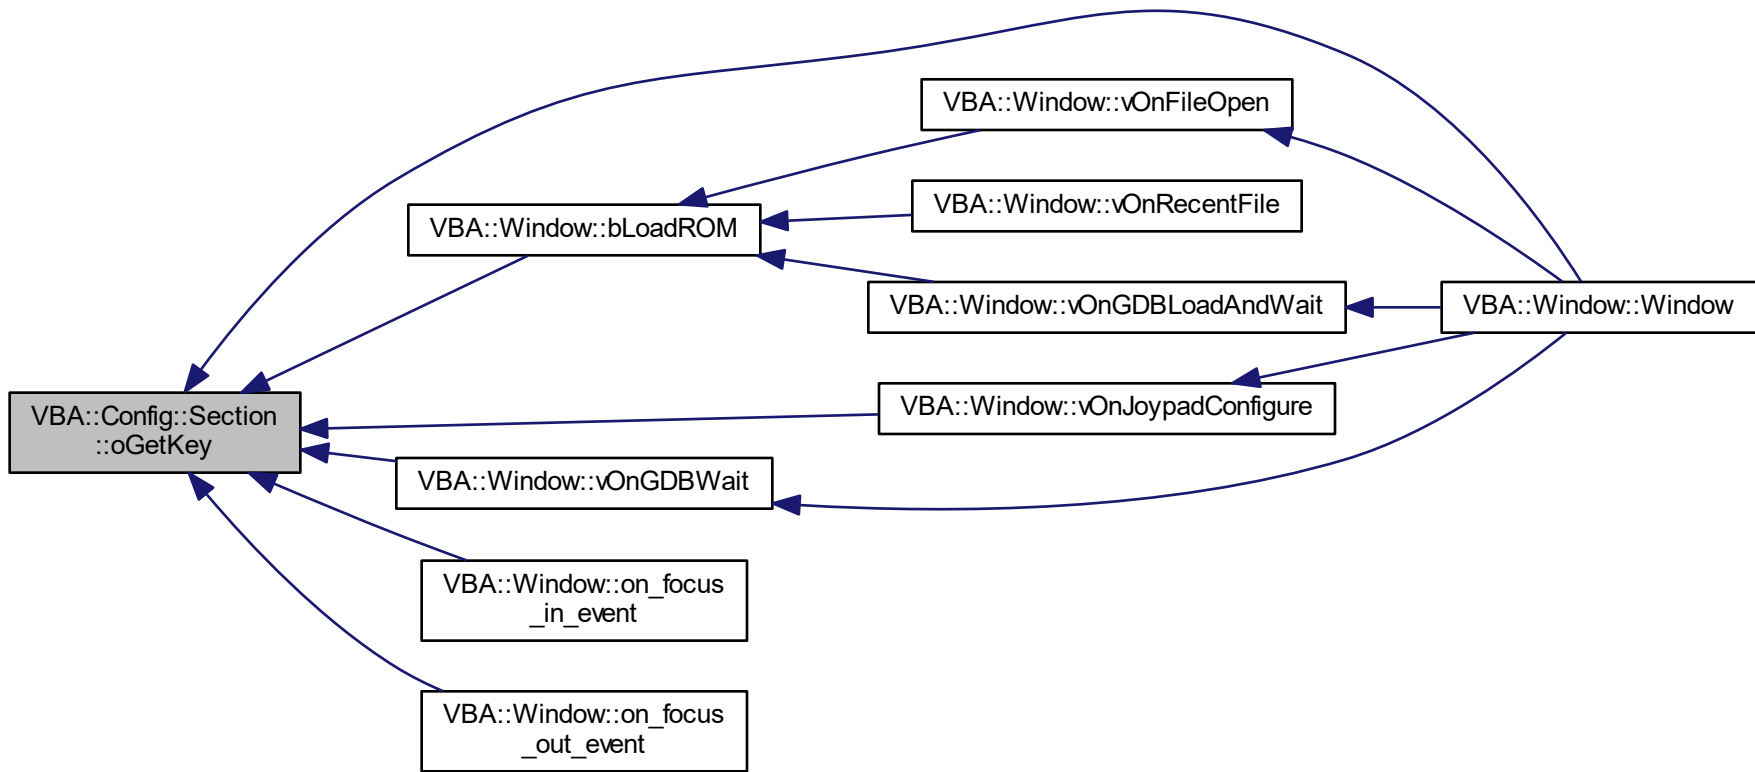 VBA::Window::vOnFileOpen
VBA::Window::vOnRecentFile
VBA::Window::bLoadROM
VBA::Window::vOnGDBLoadAndWait
VBA::Window::Window
VBA::Config::Section
::oGetKey
VBA::Window::vOnJoypadConfigure
VBA::Window::vOnGDBWait
VBA::Window::on_focus
_in_event
VBA::Window::on_focus
_out_event